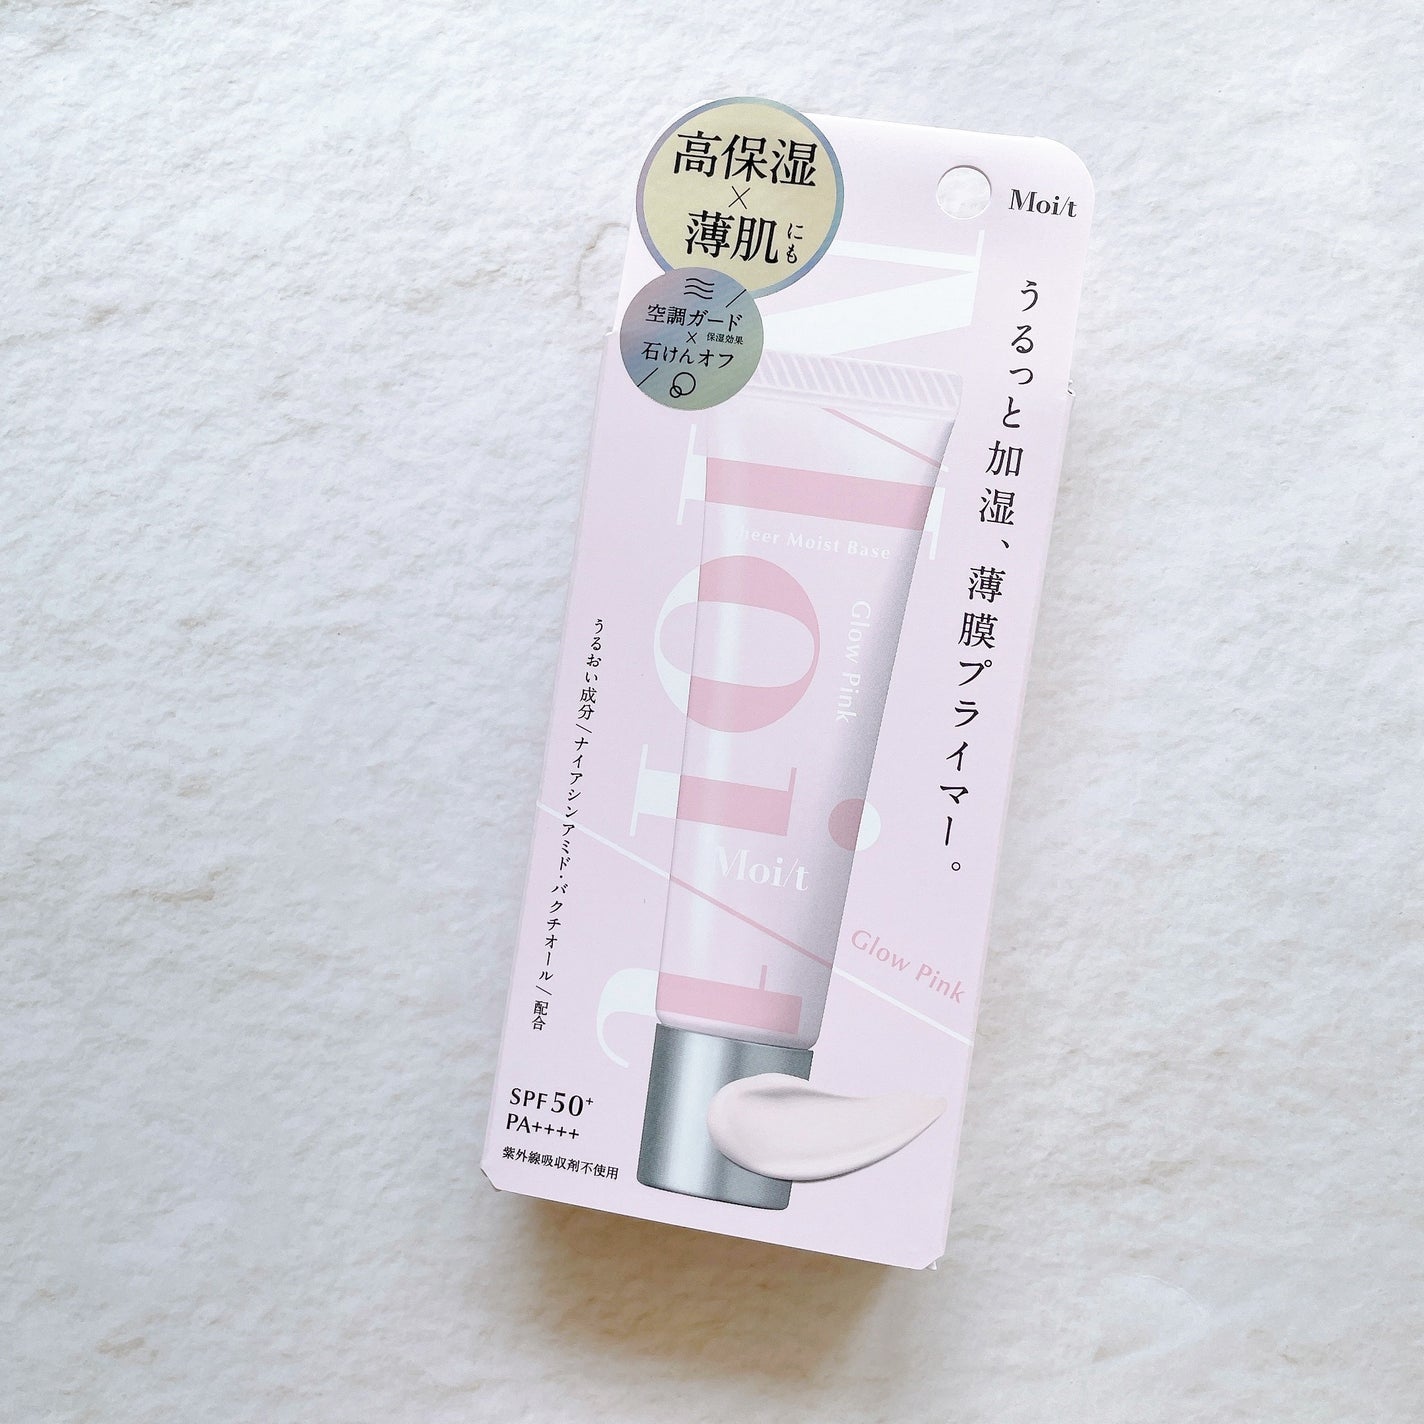 高保湿
×
薄肌にも
空調ガード
× 保湿効果
石けんオフ
Moi/t
うるっと加湿、薄膜プライマー。
heer Moist Base
Glow Pink
Moi/t
Glow Pink
うるおい成分\ナイアシンアミド・バクチオール/配合
SPF50+
PA++++
紫外線吸収剤不使用